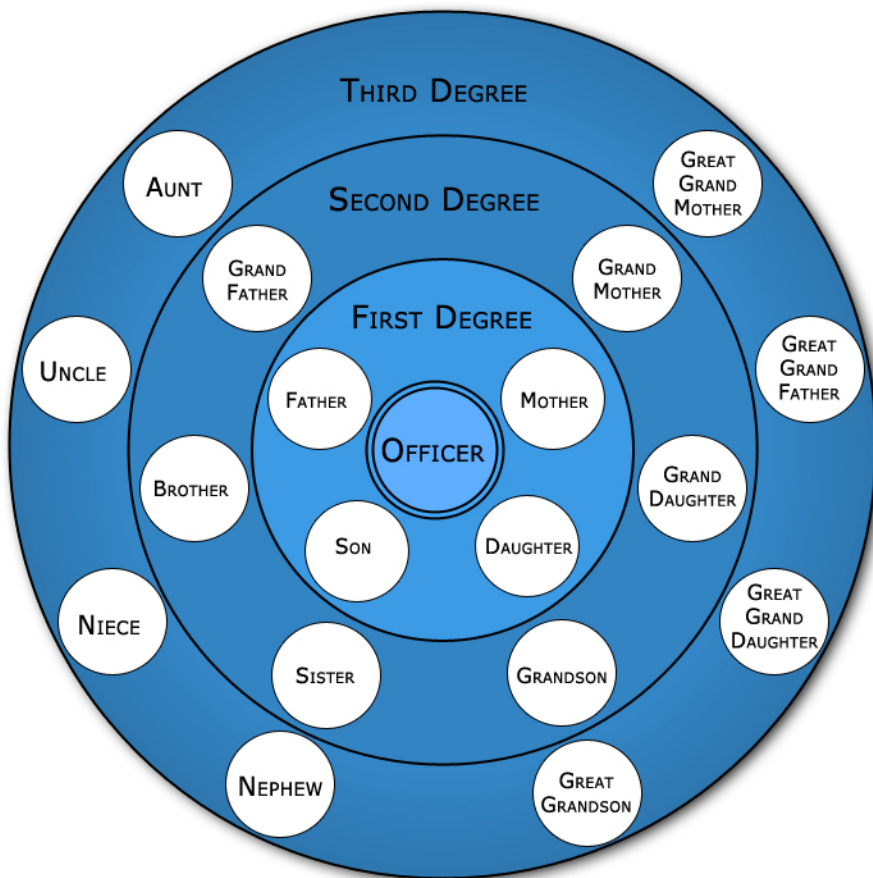 Third Degree
Aunt
Great
Grand
Mother
Second Degree
Grand
Father
Grand
Mother
First Degree
Uncle
Great
Grand
Father
Father
Mother
Officer
Brother
Grand
Daughter
Son
Daughter
Niece
Great
Grand
Daughter
Sister
Grandson
Nephew
Great
Grandson